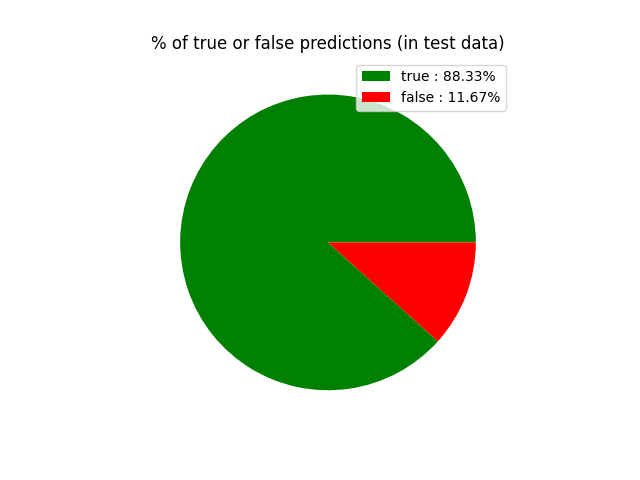 % of true or false predictions (in test data)
true : 88.33%
false : 11.67%